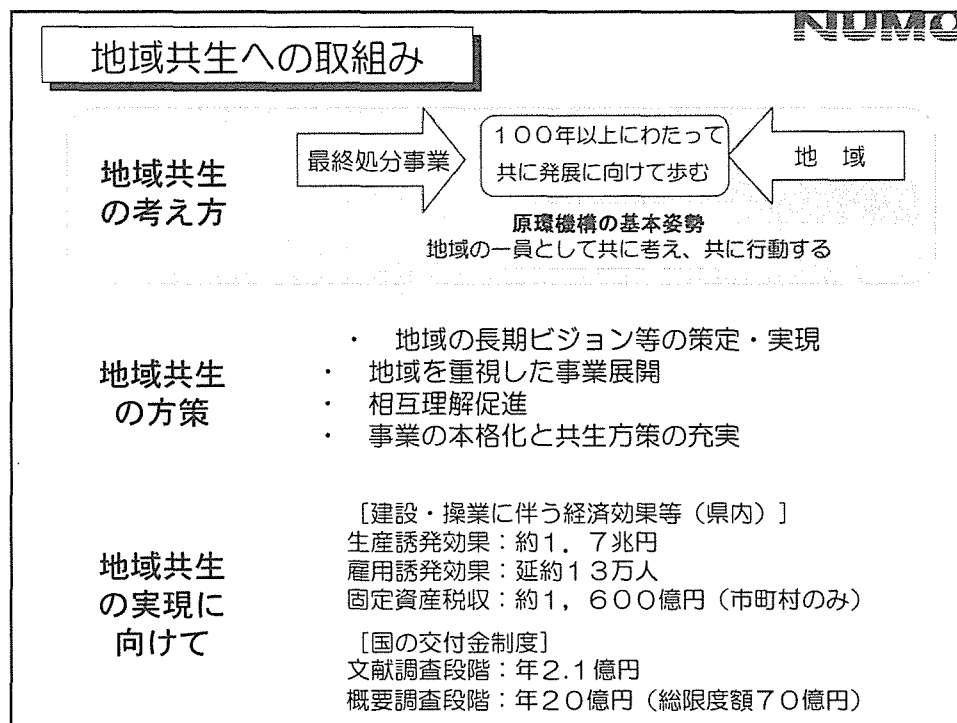 NUMO
地域共生への取組み
地域共生
の考え方
最終処分事業
100年以上にわたって
共に発展に向けて歩む
地 域
原環機構の基本姿勢
地域の一員として共に考え、共に行動する
地域共生
の方策
・ 地域の長期ビジョン等の策定・実現
・ 地域を重視した事業展開
・ 相互理解促進
・ 事業の本格化と共生方策の充実
地域共生
の実現に
向けて
［建設・操業に伴う経済効果等（県内）］
生産誘発効果：約1．7兆円
雇用誘発効果：延約13万人
固定資産税収：約1，600億円（市町村のみ）
［国の交付金制度］
文献調査段階：年2.1億円
概要調査段階：年20億円（総限度額70億円）